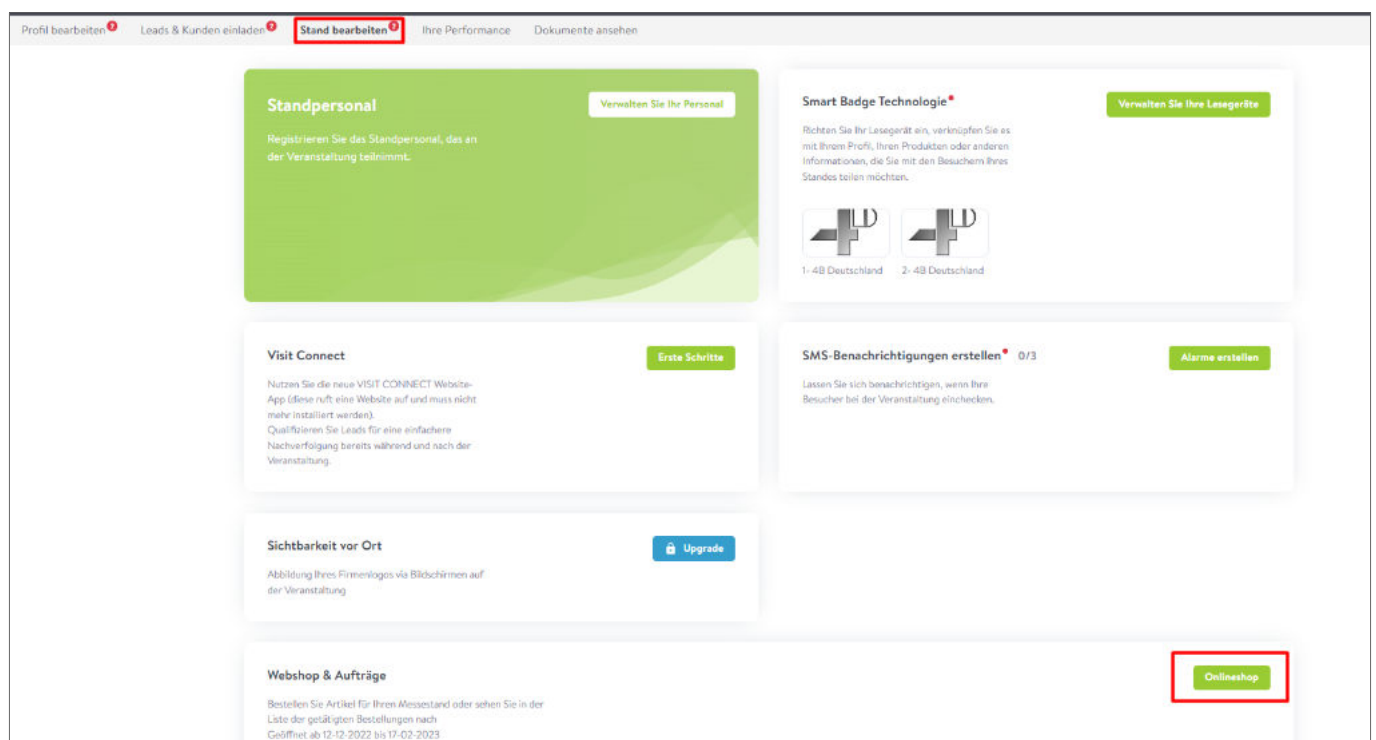 Profil bearbeiten ?
Leads & Kunden einladen ?
Stand bearbeiten ?
Ihre Performance
Dokumente ansehen
Standpersonal
Verwalten Sie Ihr Personal
Registrieren Sie das Standpersonal, das an
der Veranstaltung teilnimmt.
Smart Badge Technologie
Verwalten Sie Ihre Lesegeräte
Richten Sie Ihr Lesegerät ein, verknüpfen Sie es
mit Ihrem Profil, Ihren Produkten oder anderen
Informationen, die Sie mit den Besuchern Ihres
Standes teilen möchten.
4D
4D
1- 4B Deutschland
2- 4B Deutschland
Visit Connect
Erste Schritte
Nutzen Sie die neue VISIT CONNECT Website-
App (diese ruft eine Website auf und muss nicht
mehr installiert werden).
Qualifizieren Sie Leads für eine einfachere
Nachverfolgung bereits während und nach der
Veranstaltung.
SMS-Benachrichtigungen erstellen 0/3
Alarme erstellen
Lassen Sie sich benachrichtigen, wenn Ihre
Besucher bei der Veranstaltung einchecken.
Sichtbarkeit vor Ort
Upgrade
Abbildung Ihres Firmenlogos via Bildschirmen auf
der Veranstaltung
Webshop & Aufträge
Onlineshop
Bestellen Sie Artikel für Ihren Messestand oder sehen Sie in der
Liste der getätigten Bestellungen nach
Geöffnet ab 12-12-2022 bis 17-02-2023